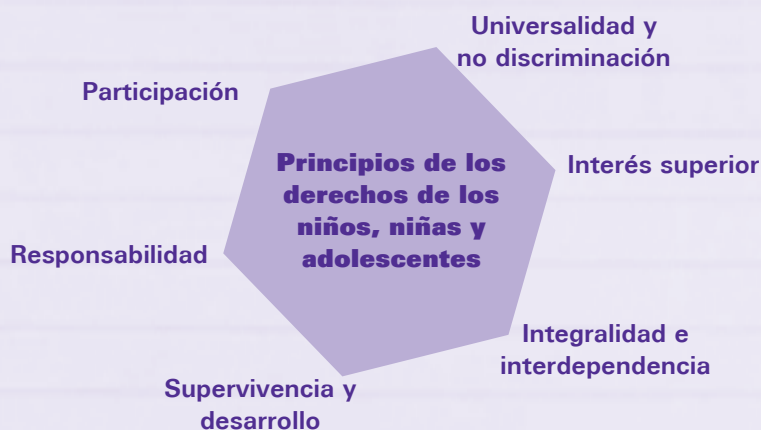 Universalidad y
no discriminación
Participación
Principios de los
derechos de los
niños, niñas y
adolescentes
Interés superior
Responsabilidad
Integralidad e
interdependencia
Supervivencia y
desarrollo